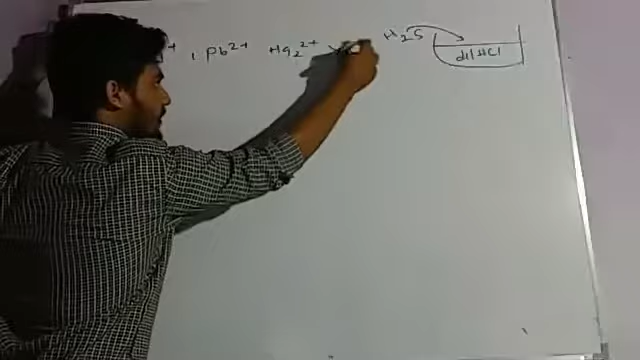 + , Pb2+ Hg2 2+ H2S
dil HCl